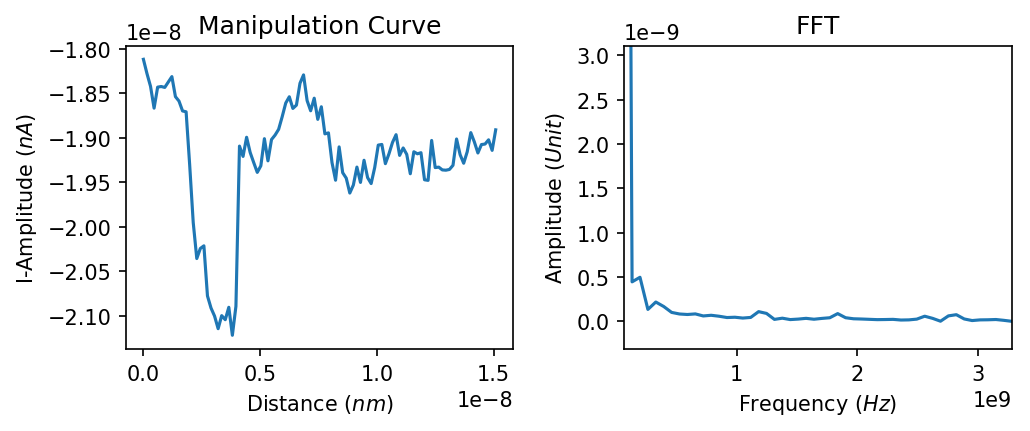 Manipulation Curve
1e−8
−1.80
−1.85
−1.90
−1.95
−2.00
−2.05
−2.10
I-Amplitude (nA)
0.0 0.5 1.0 1.5
Distance (nm)
1e−8
FFT
1e−9
3.0
2.5
2.0
1.5
1.0
0.5
0.0
Amplitude (Unit)
1 2 3
Frequency (Hz)
1e9